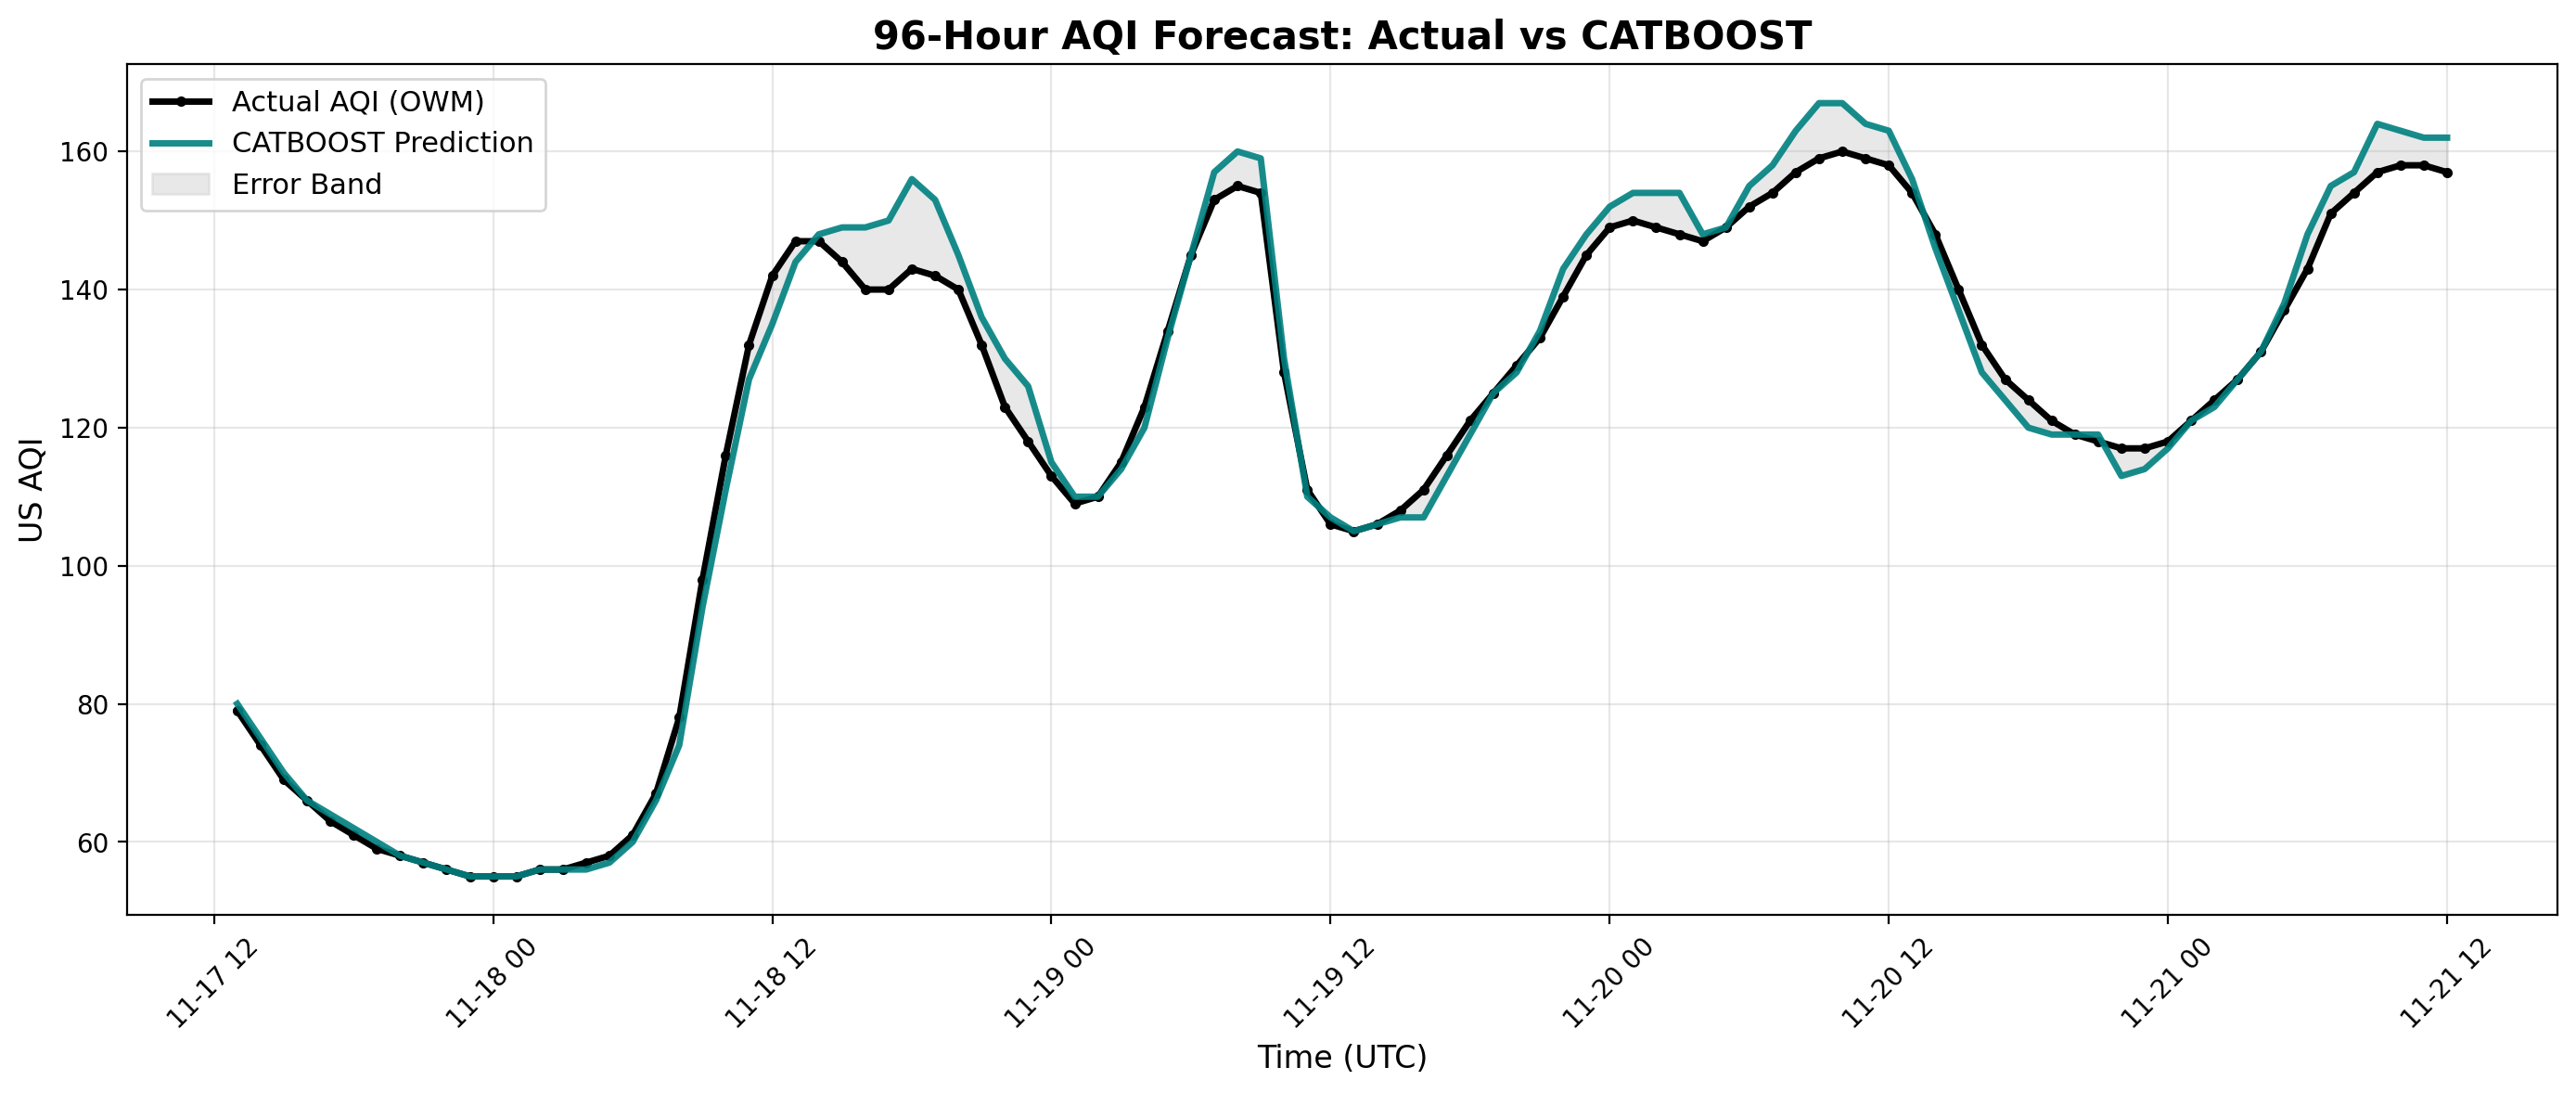 96-Hour AQI Forecast: Actual vs CATBOOST
Actual AQI (OWM)
CATBOOST Prediction
Error Band
US AQI
160
140
120
100
80
60
11-17 12
11-18 00
11-18 12
11-19 00
11-19 12
11-20 00
11-20 12
11-21 00
11-21 12
Time (UTC)